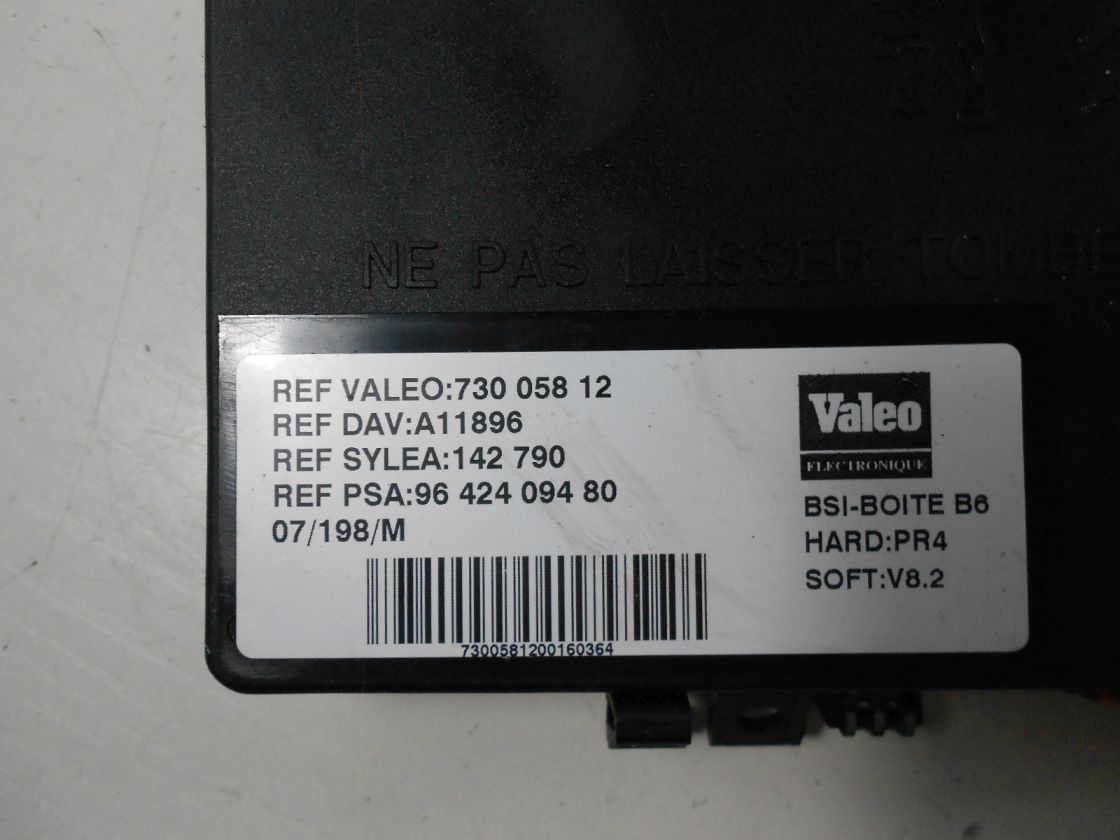 NE PAS LAISSER TOMBE
REF VALEO:730 058 12
REF DAV:A11896
REF SYLEA:142 790
REF PSA:96 424 094 80
07/198/M
7300581200160364
Valeo
ELECTRONIQUE
BSI-BOITE B6
HARD:PR4
SOFT:V8.2